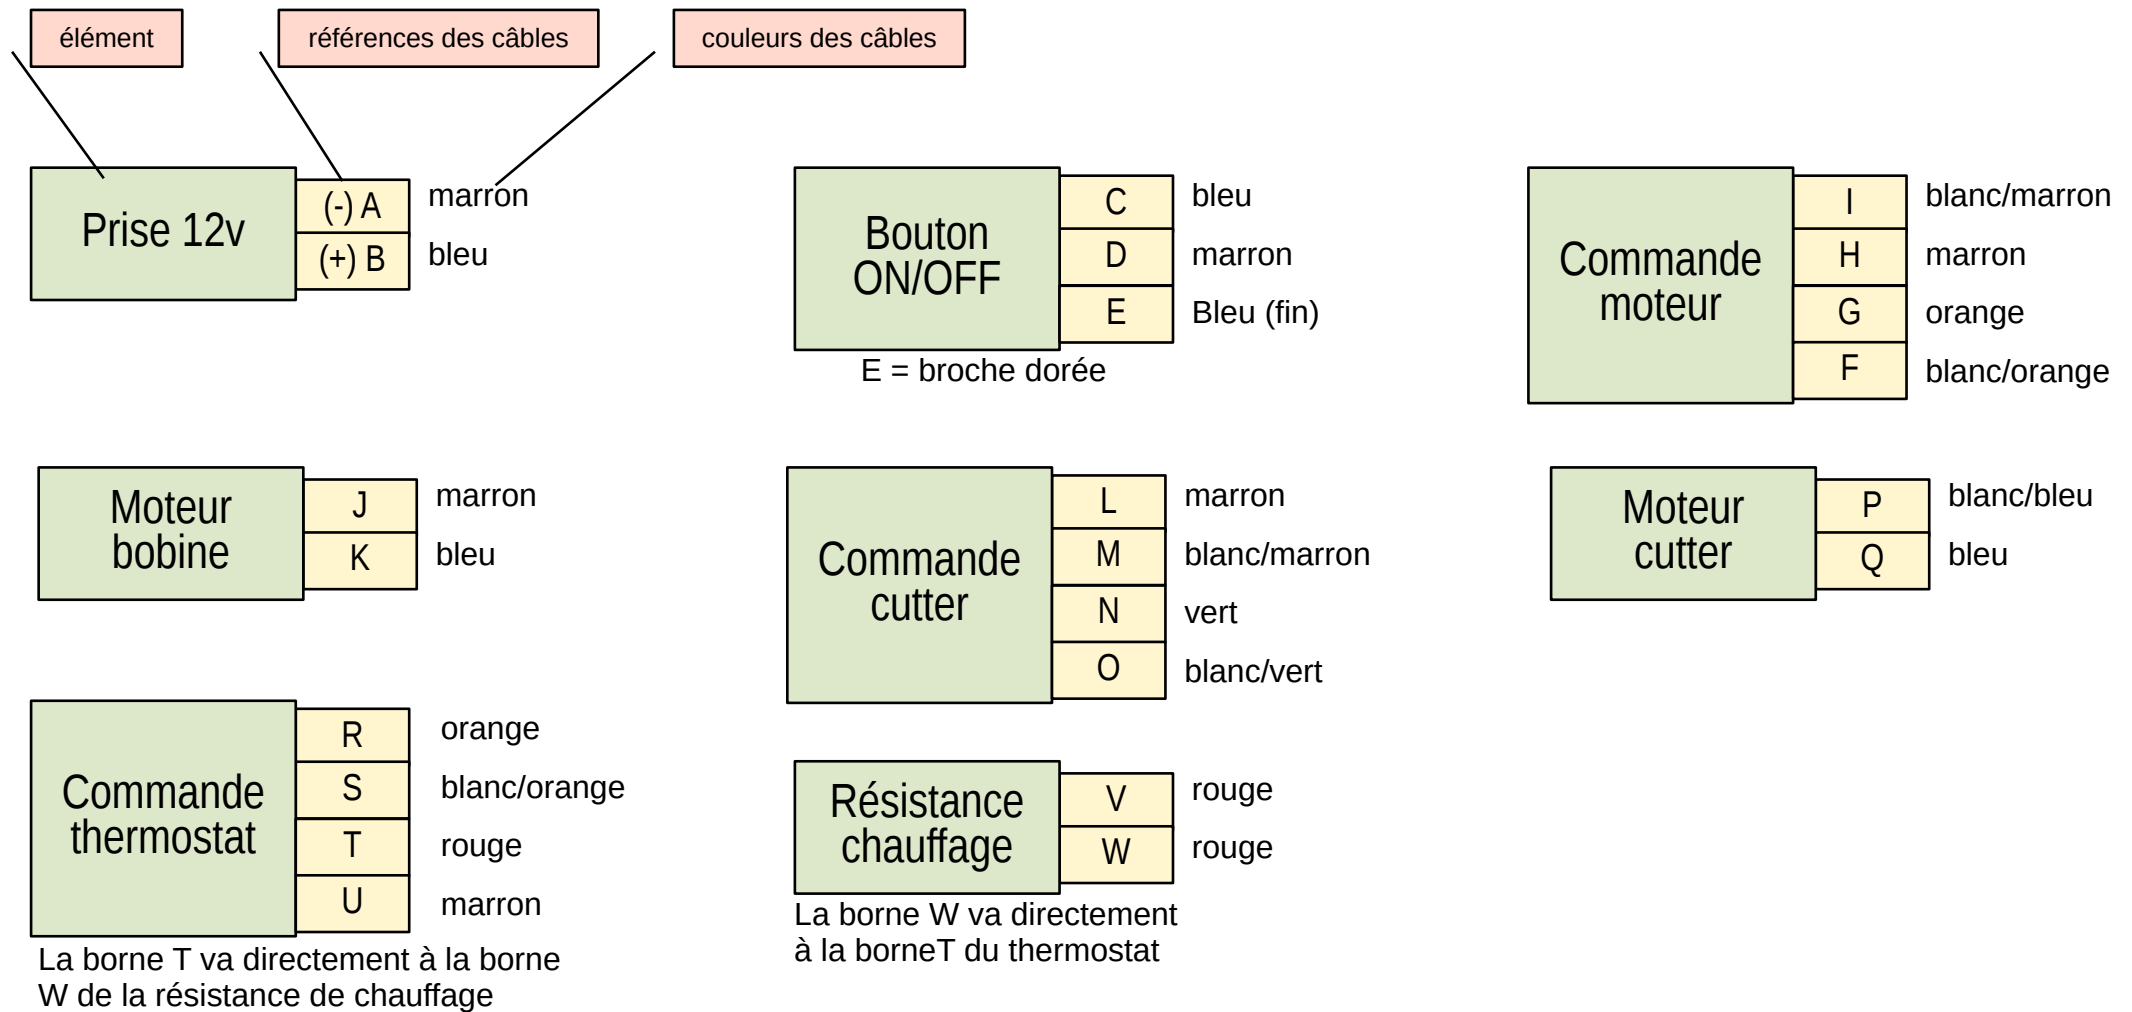 élément
références des câbles
couleurs des câbles
Prise 12v
(-) A
marron
(+) B
bleu
Bouton
ON/OFF
C
bleu
D
marron
E
Bleu (fin)
E = broche dorée
Commande
moteur
I
blanc/marron
H
marron
G
orange
F
blanc/orange
Moteur
bobine
J
marron
K
bleu
Commande
cutter
L
marron
M
blanc/marron
N
vert
O
blanc/vert
Moteur
cutter
P
blanc/bleu
Q
bleu
Commande
thermostat
R
orange
S
blanc/orange
T
rouge
U
marron
La borne T va directement à la borne
W de la résistance de chauffage
Résistance
chauffage
V
rouge
W
rouge
La borne W va directement
à la borneT du thermostat